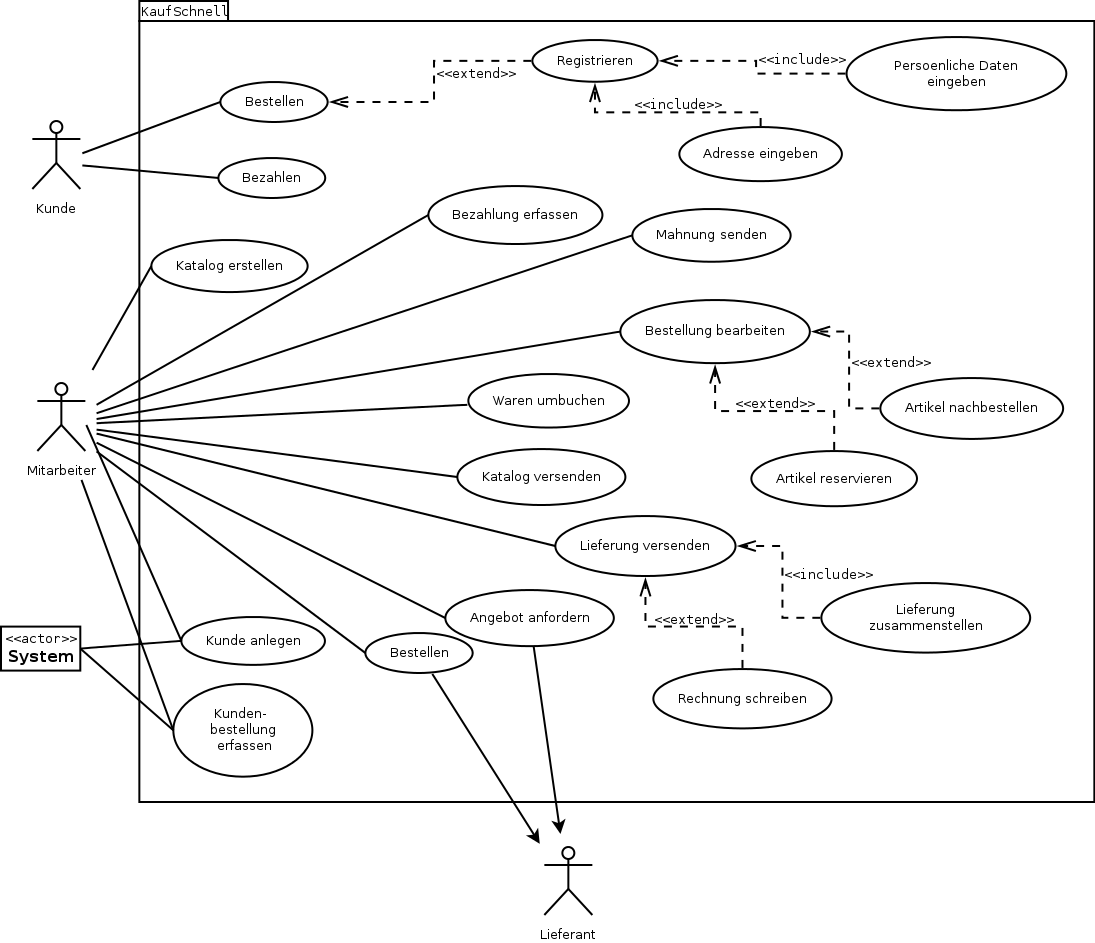 KaufSchnell
Registrieren
<<include>>
Persoenliche Daten
eingeben
<<extend>>
Bestellen
<<include>>
Adresse eingeben
Kunde
Bezahlen
Bezahlung erfassen
Mahnung senden
Katalog erstellen
Bestellung bearbeiten
<<extend>>
Mitarbeiter
Waren umbuchen
<<extend>>
Artikel nachbestellen
Katalog versenden
Artikel reservieren
Lieferung versenden
<<include>>
<<actor>>
System
Kunde anlegen
Bestellen
Angebot anfordern
<<extend>>
Lieferung
zusammenstellen
Kunden-
bestellung
erfassen
Rechnung schreiben
Lieferant